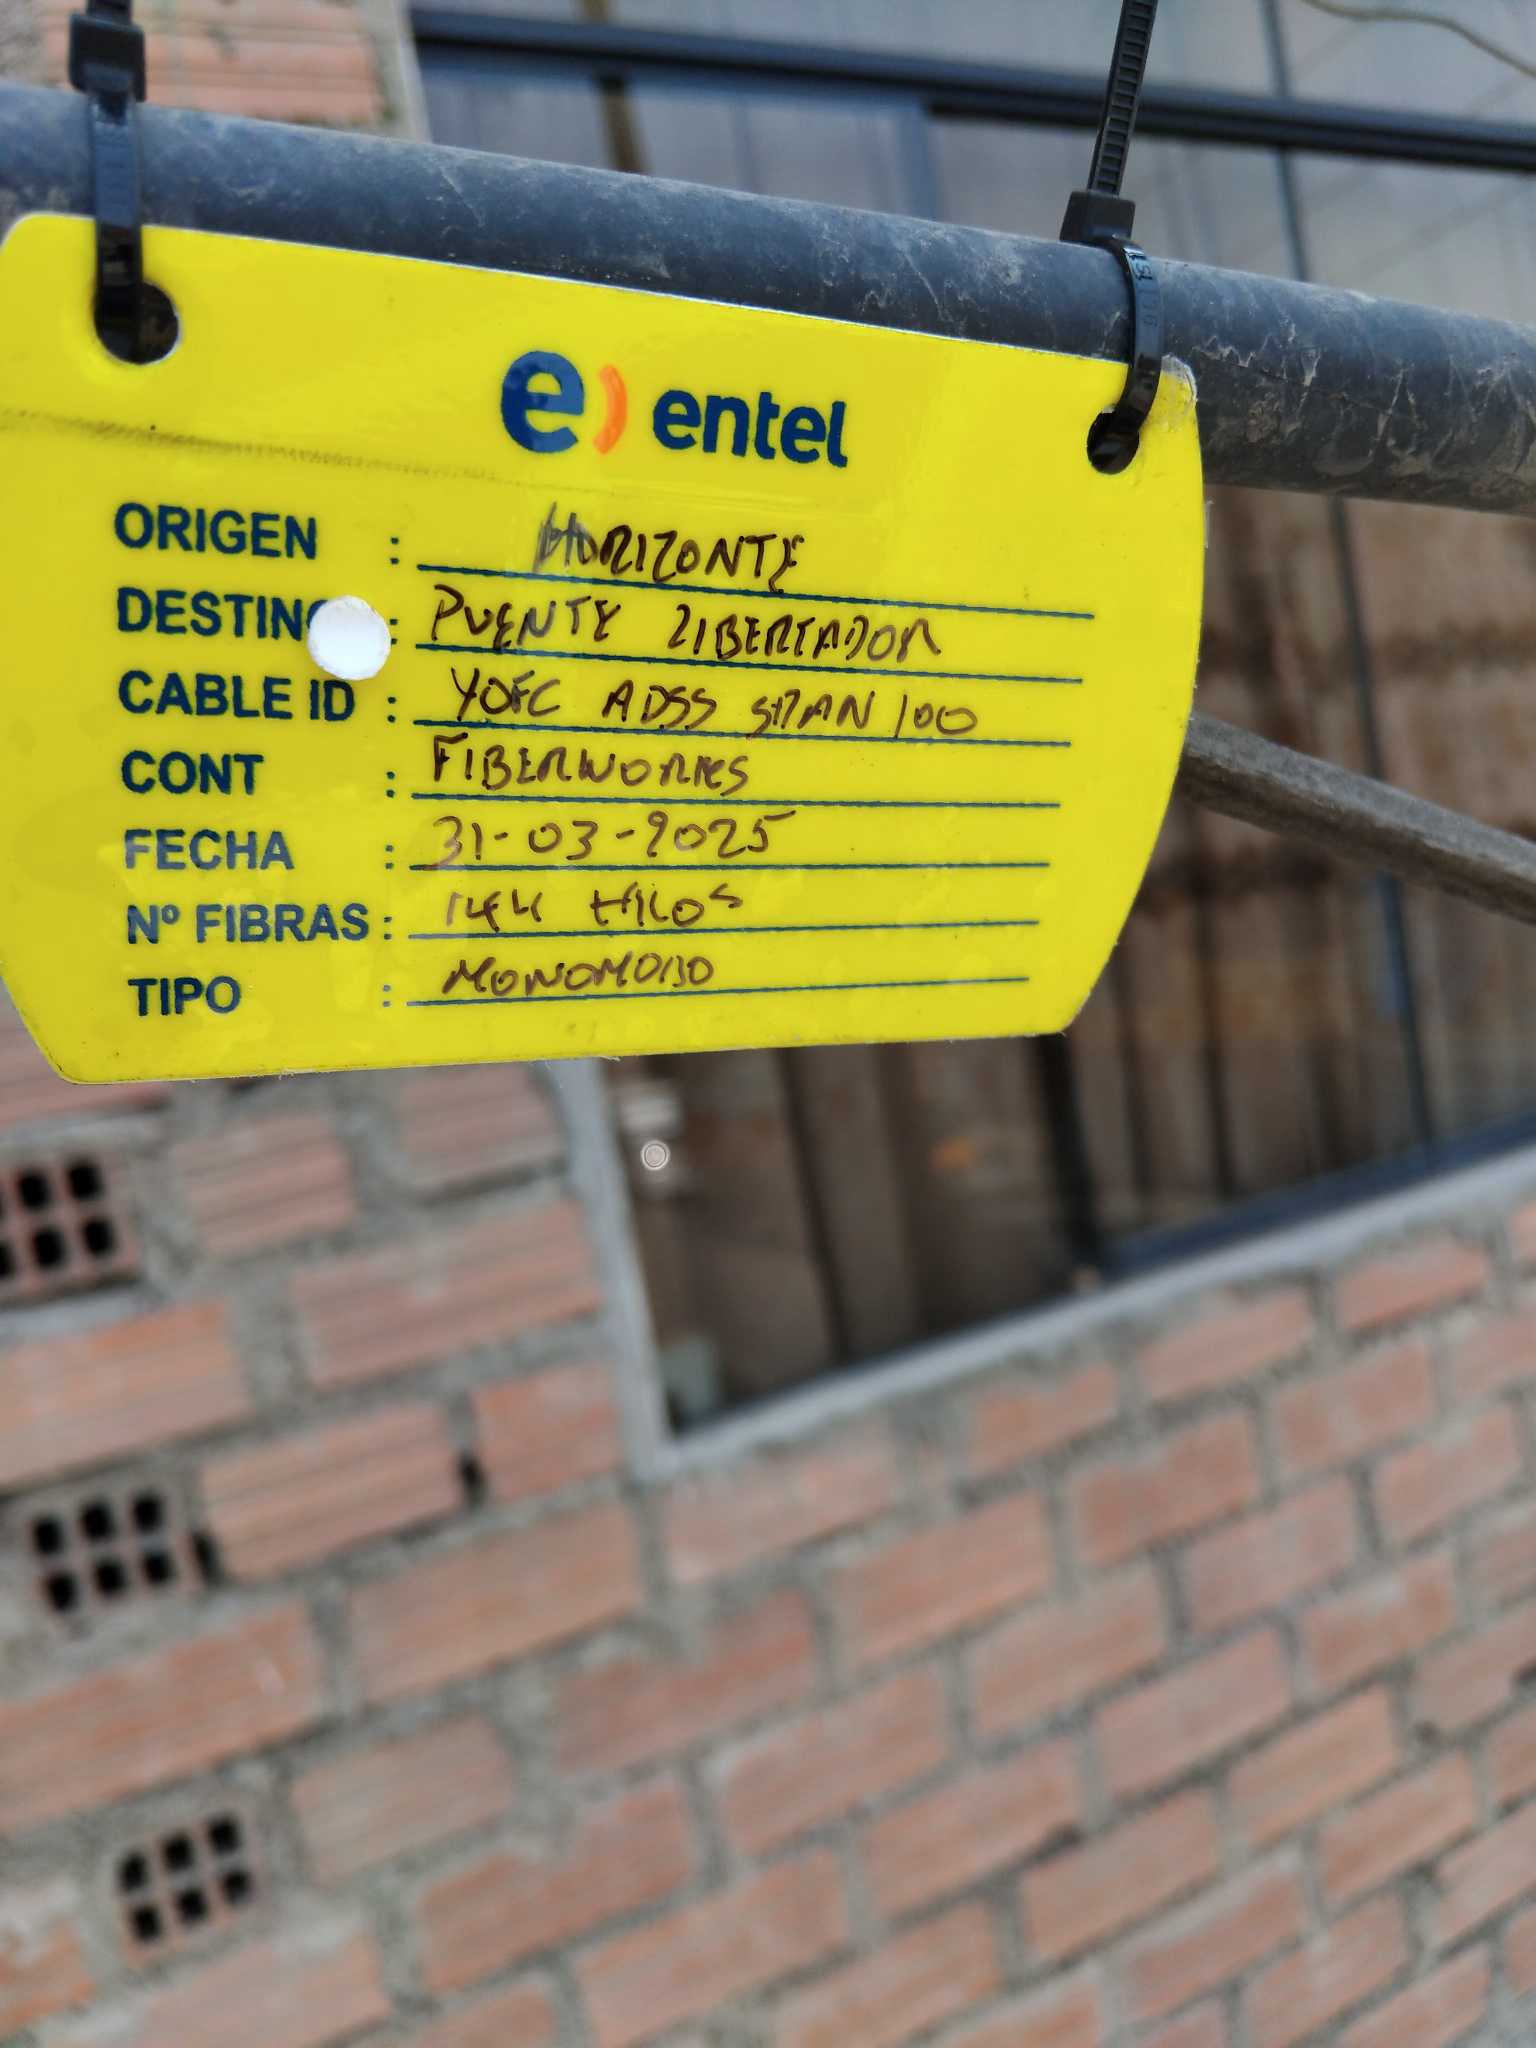 e) entel
ORIGEN : HORIZONTE
DESTINO : PUENTE LIBERTADOR
CABLE ID : YOFC ADSS SPAN 100
CONT : FIBERWORKS
FECHA : 31-03-2025
Nº FIBRAS : 144 HILOS
TIPO : MONOMODO